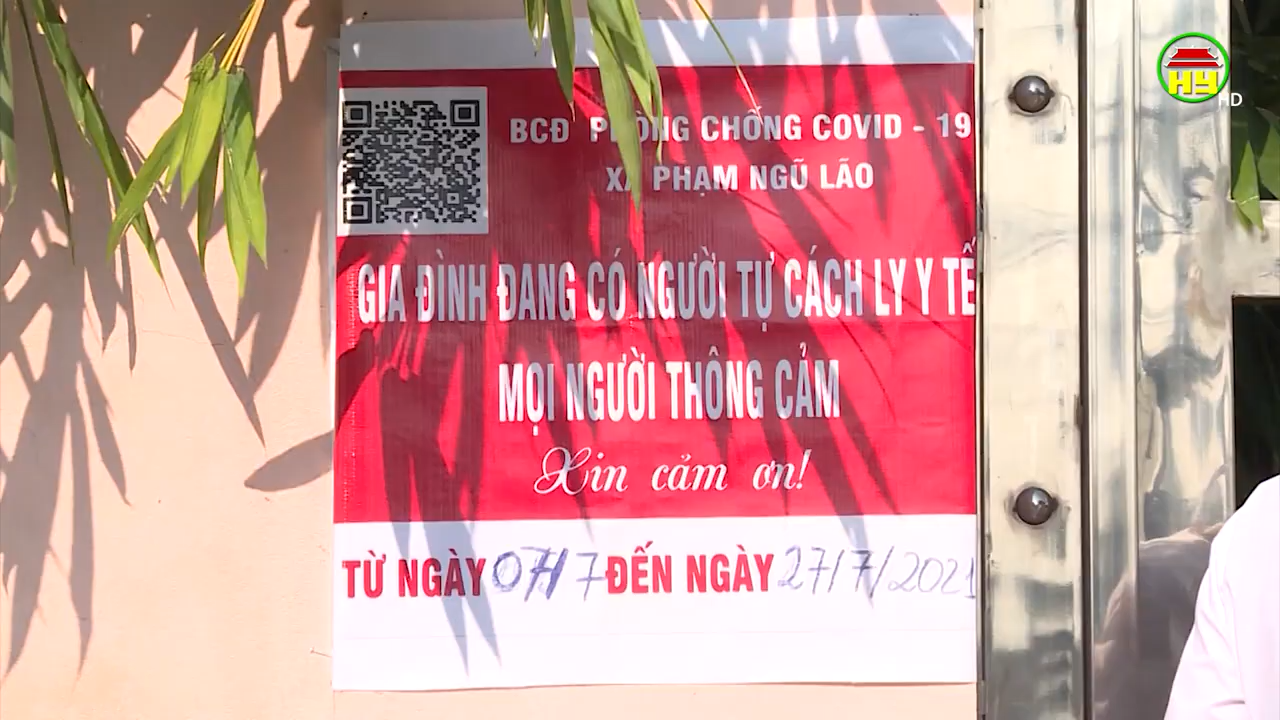 HY
HD
BCĐ PHÒNG CHỐNG COVID - 19
XÃ PHẠM NGŨ LÃO
GIA ĐÌNH ĐANG CÓ NGƯỜI TỰ CÁCH LY Y TẾ
MỌI NGƯỜI THÔNG CẢM
Xin cảm ơn!
TỪ NGÀY 07/7 ĐẾN NGÀY 27/7/2021